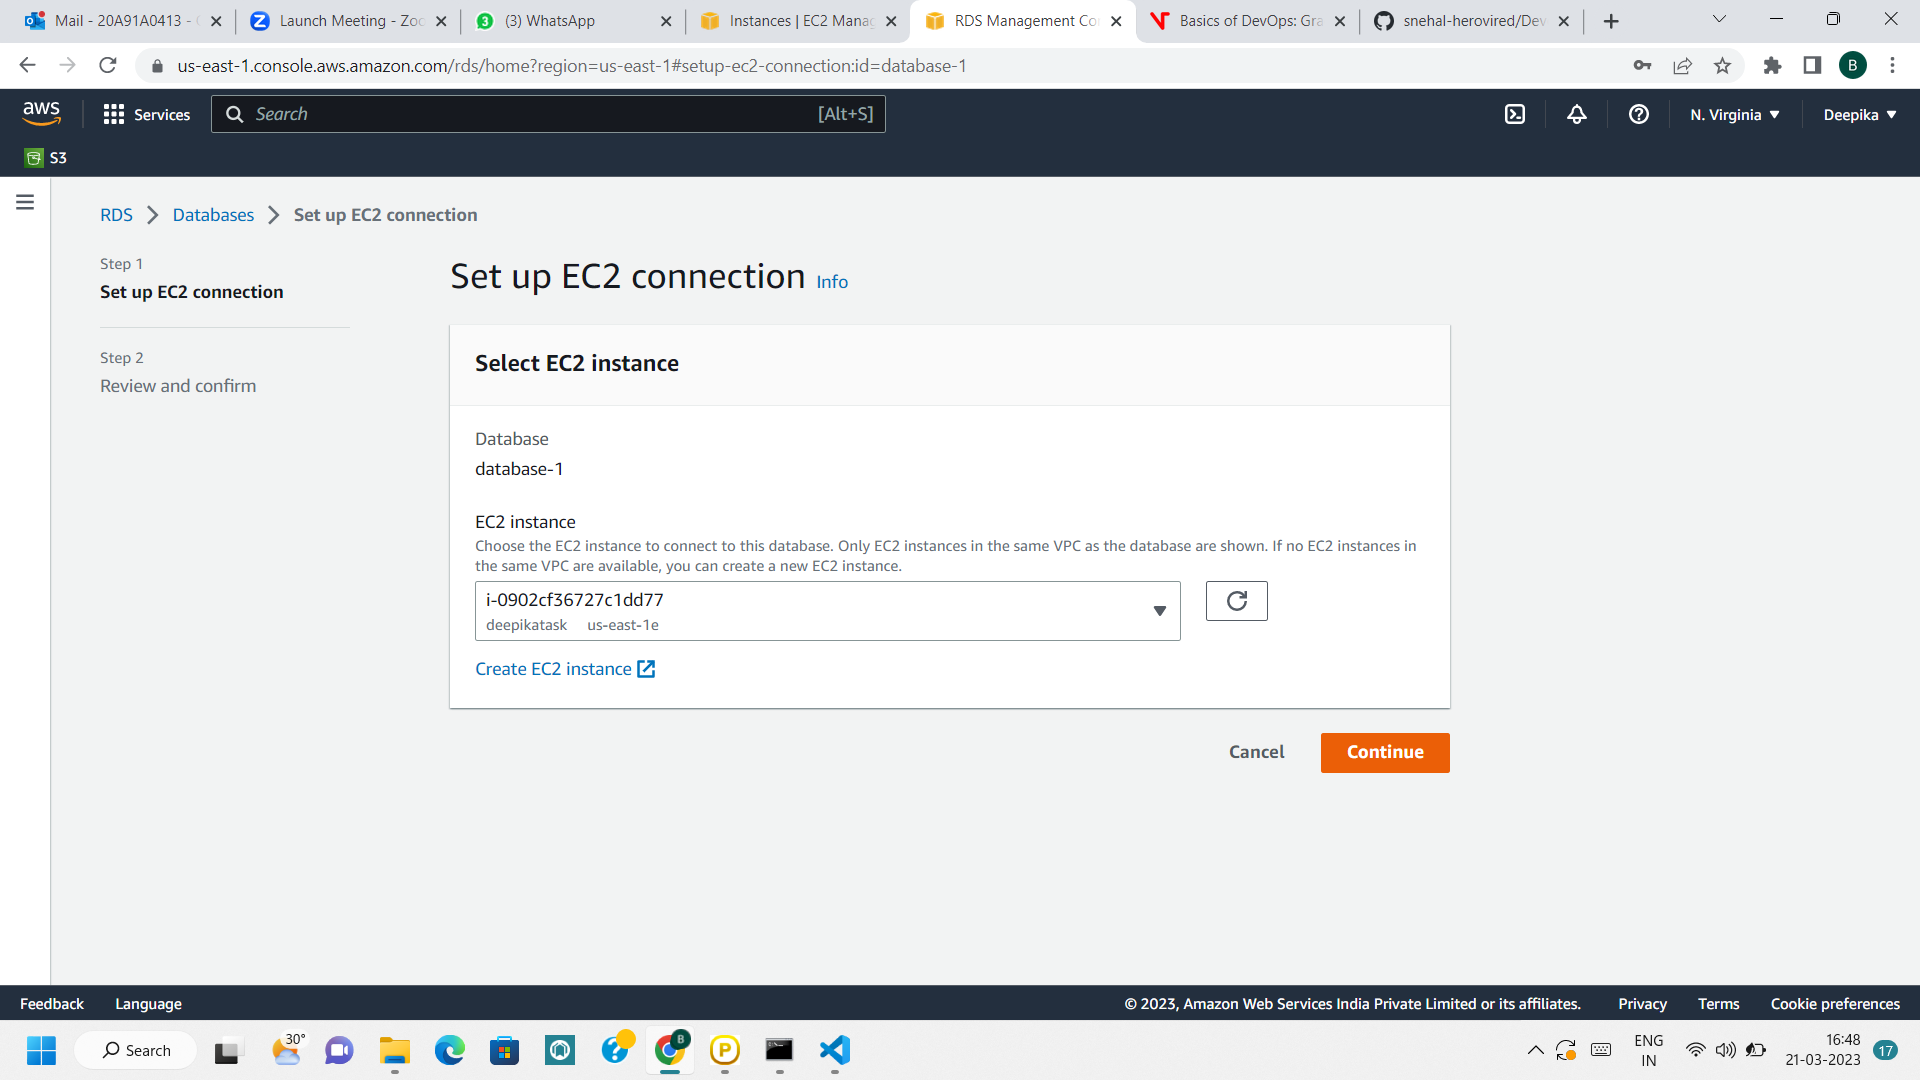 Mail - 20A91A0413 -
Launch Meeting - Zoo
(3) WhatsApp
Instances | EC2 Manag
RDS Management Co
Basics of DevOps: Gra
snehal-herovired/Dev
us-east-1.console.aws.amazon.com/rds/home?region=us-east-1#setup-ec2-connection:id=database-1
B
aws
Services
Search
[Alt+S]
N. Virginia
Deepika
S3
RDS
Databases
Set up EC2 connection
Step 1
Set up EC2 connection
Step 2
Review and confirm
Set up EC2 connection Info
Select EC2 instance
Database
database-1
EC2 instance
Choose the EC2 instance to connect to this database. Only EC2 instances in the same VPC as the database are shown. If no EC2 instances in
the same VPC are available, you can create a new EC2 instance.
i-0902cf36727c1dd77
deepikatask us-east-1e
Create EC2 instance
Cancel
Continue
Feedback
Language
© 2023, Amazon Web Services India Private Limited or its affiliates.
Privacy
Terms
Cookie preferences
Search
30°
B
ENG
IN
16:48
21-03-2023
17